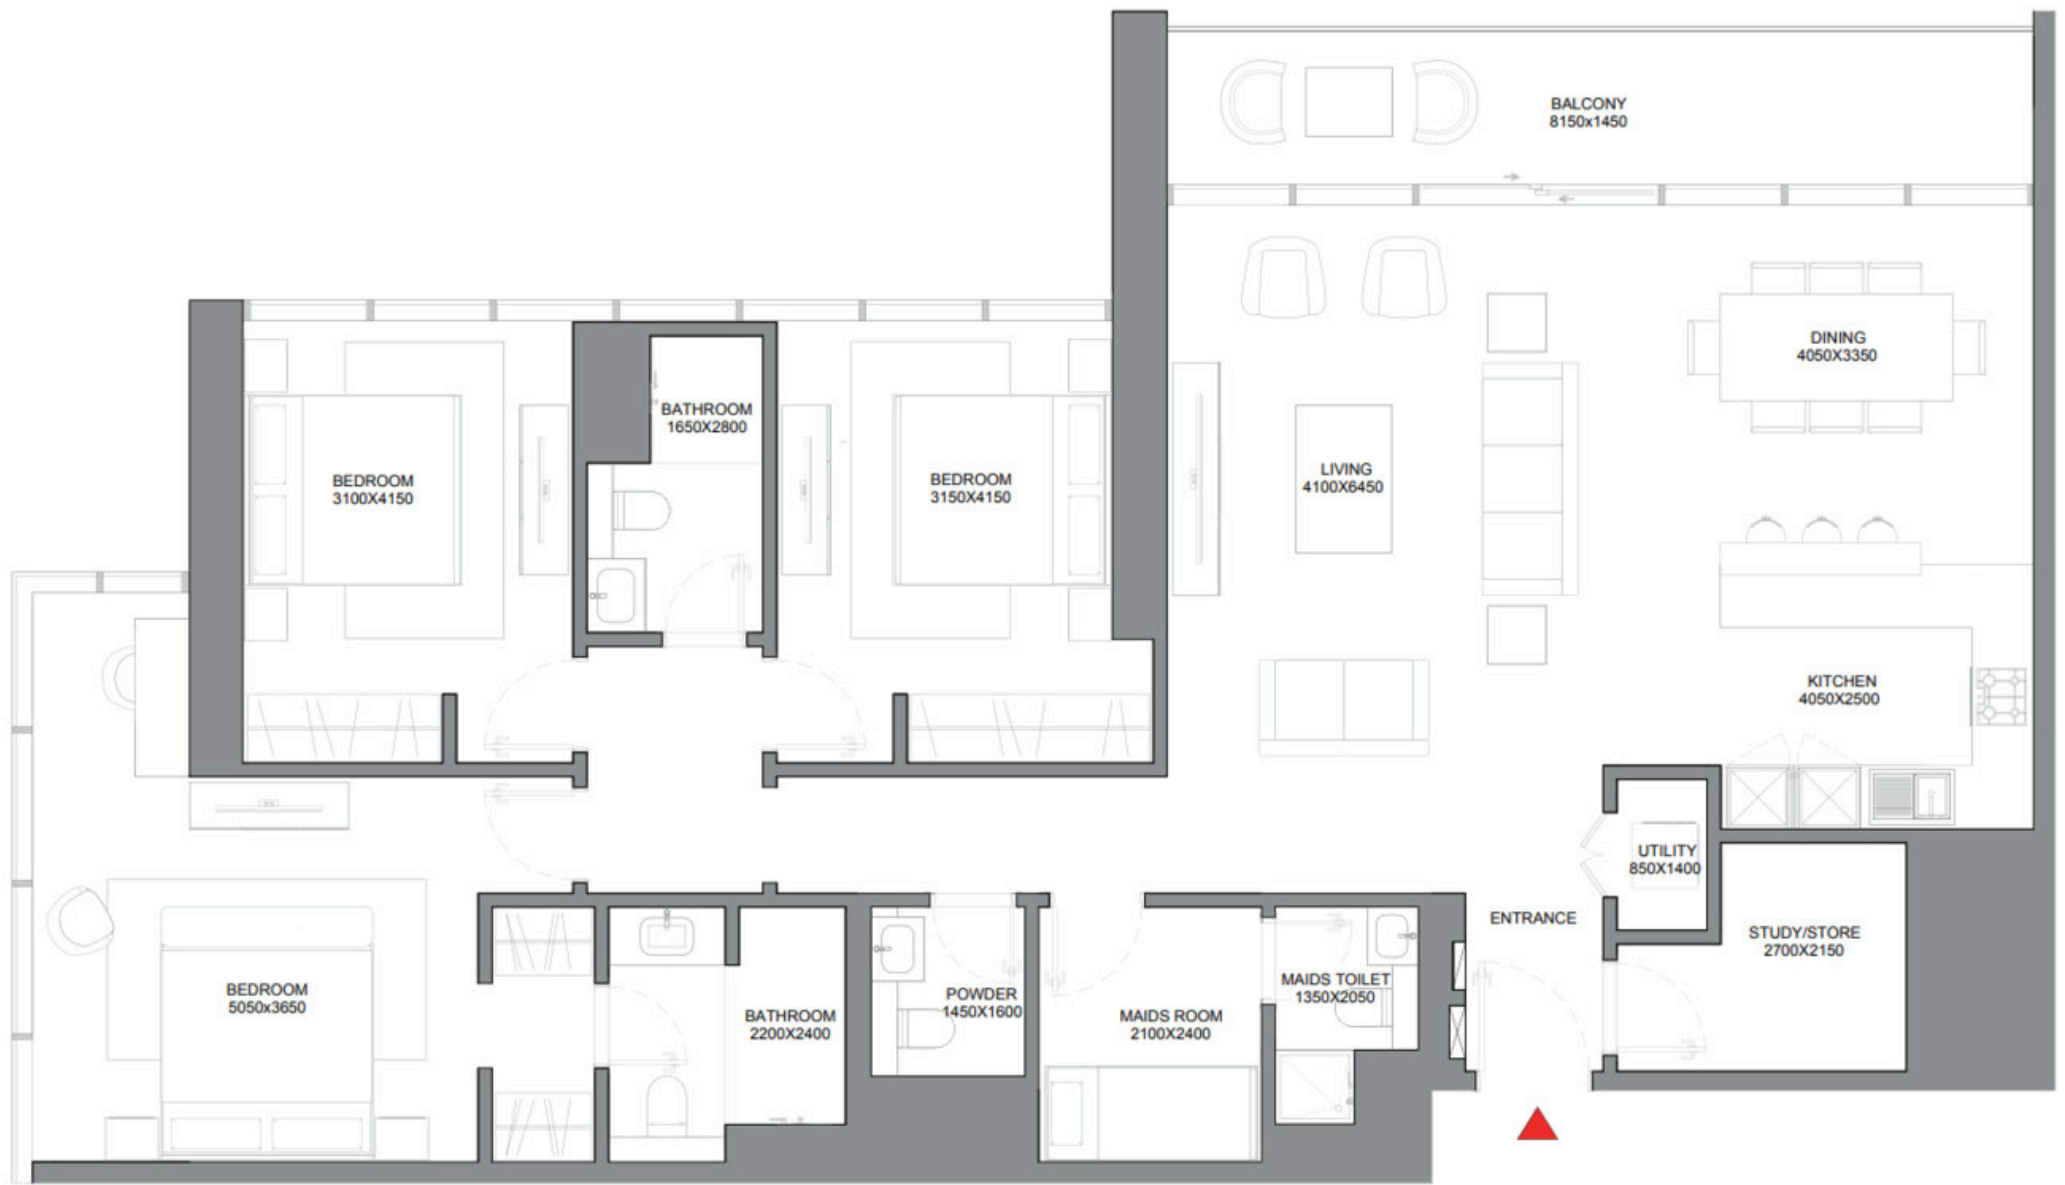 BALCONY
8150x1450
DINING
4050X3350
BATHROOM
1650X2800
BEDROOM
3100X4150
BEDROOM
3150X4150
LIVING
4100X6450
KITCHEN
4050X2500
UTILITY
850X1400
ENTRANCE
STUDY/STORE
2700X2150
BEDROOM
5050x3650
BATHROOM
2200X2400
POWDER
1450X1600
MAIDS ROOM
2100X2400
MAIDS TOILET
1350X2050